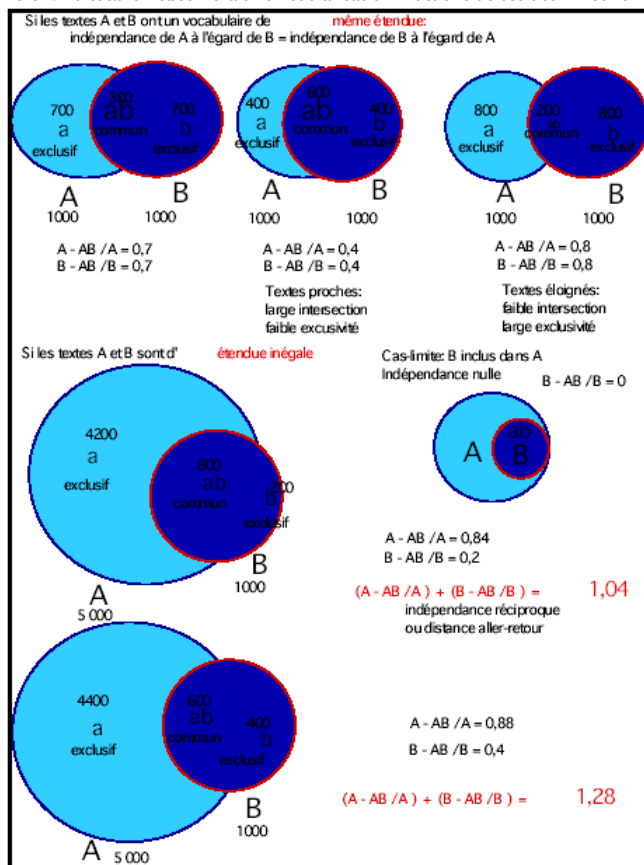 Si les textes A et B ont un vocabulaire de même étendue:
indépendance de A à l'égard de B = indépendance de B à l'égard de A
700
a
exclusif
ab
commun
700
b
exclusif
A
1000
B
1000
A - AB /A = 0,7
B - AB /B = 0,7
400
a
exclusif
600
ab
commun
400
b
exclusif
A
1000
B
1000
A - AB /A = 0,4
B - AB /B = 0,4
Textes proches:
large intersection
faible excusivité
800
a
exclusif
200
commun
800
b
exclusif
A
1000
B
1000
A - AB /A = 0,8
B - AB /B = 0,8
Textes éloignés:
faible intersection
large exclusivité
Si les textes A et B sont d' étendue inégale
4200
a
exclusif
800
ab
commun
200
b
exclusif
A
5 000
B
1000
Cas-limite: B inclus dans A
Indépendance nulle
B - AB /B = 0
A
ab
B
A - AB /A = 0,84
B - AB /B = 0,2
(A - AB /A ) + (B - AB /B ) = 1,04
indépendance réciproque
ou distance aller-retour
4400
a
exclusif
600
ab
commun
400
b
exclusif
A
5 000
B
1000
A - AB /A = 0,88
B - AB /B = 0,4
(A - AB /A ) + (B - AB /B ) = 1,28